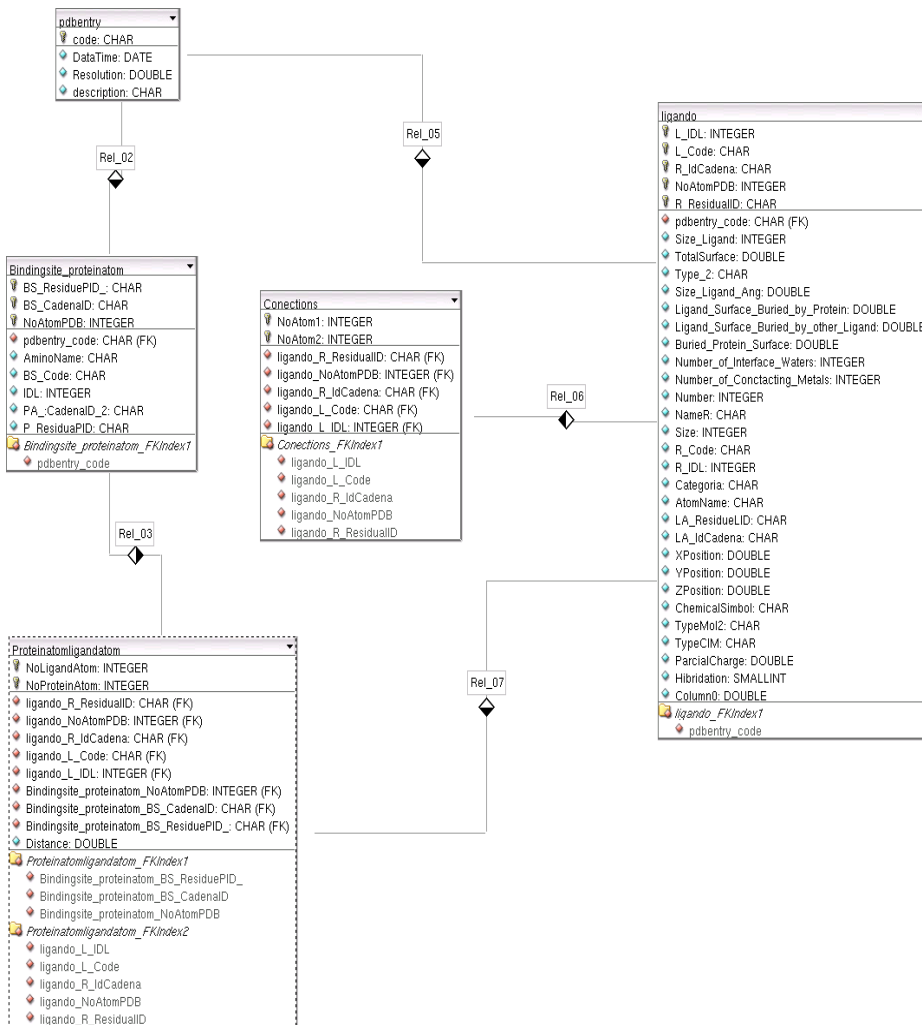 pdbentry
code: CHAR
DataTime: DATE
Resolution: DOUBLE
description: CHAR
Rel_02
Rel_05
Bindingsite_proteinatom
BS_ResiduePID_: CHAR
BS_CadenaID: CHAR
NoAtomPDB: INTEGER
pdbentry_code: CHAR (FK)
AminoName: CHAR
BS_Code: CHAR
IDL: INTEGER
PA_:CadenaID_2: CHAR
P_ResiduaPID: CHAR
Bindingsite_proteinatom_FKIndex1
pdbentry_code
Rel_03
Conections
NoAtom1: INTEGER
NoAtom2: INTEGER
ligando_R_ResidualID: CHAR (FK)
ligando_NoAtomPDB: INTEGER (FK)
ligando_R_IdCadena: CHAR (FK)
ligando_L_Code: CHAR (FK)
ligando_L_IDL: INTEGER (FK)
Conections_FKIndex1
ligando_L_IDL
ligando_L_Code
ligando_R_IdCadena
ligando_NoAtomPDB
ligando_R_ResidualID
Rel_06
ligando
L_IDL: INTEGER
L_Code: CHAR
R_IdCadena: CHAR
NoAtomPDB: INTEGER
R_ResidualID: CHAR
pdbentry_code: CHAR (FK)
Size_Ligand: INTEGER
TotalSurface: DOUBLE
Type_2: CHAR
Size_Ligand_Ang: DOUBLE
Ligand_Surface_Buried_by_Protein: DOUBLE
Ligand_Surface_Buried_by_other_Ligand: DOUBLE
Buried_Protein_Surface: DOUBLE
Number_of_Interface_Waters: INTEGER
Number_of_Conctacting_Metals: INTEGER
Number: INTEGER
NameR: CHAR
Size: INTEGER
R_Code: CHAR
R_IDL: INTEGER
Categoria: CHAR
AtomName: CHAR
LA_ResidueLID: CHAR
LA_IdCadena: CHAR
XPosition: DOUBLE
YPosition: DOUBLE
ZPosition: DOUBLE
ChemicalSimbol: CHAR
TypeMol2: CHAR
TypeCIM: CHAR
ParcialCharge: DOUBLE
Hibridation: SMALLINT
Column0: DOUBLE
ligando_FKIndex1
pdbentry_code
Rel_07
Proteinatomligandatom
NoLigandAtom: INTEGER
NoProteinAtom: INTEGER
ligando_R_ResidualID: CHAR (FK)
ligando_NoAtomPDB: INTEGER (FK)
ligando_R_IdCadena: CHAR (FK)
ligando_L_Code: CHAR (FK)
ligando_L_IDL: INTEGER (FK)
Bindingsite_proteinatom_NoAtomPDB: INTEGER (FK)
Bindingsite_proteinatom_BS_CadenaID: CHAR (FK)
Bindingsite_proteinatom_BS_ResiduePID_: CHAR (FK)
Distance: DOUBLE
Proteinatomligandatom_FKIndex1
Bindingsite_proteinatom_BS_ResiduePID_
Bindingsite_proteinatom_BS_CadenaID
Bindingsite_proteinatom_NoAtomPDB
Proteinatomligandatom_FKIndex2
ligando_L_IDL
ligando_L_Code
ligando_R_IdCadena
ligando_NoAtomPDB
ligando_R_ResidualID